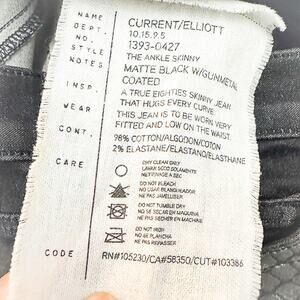 NAME CURRENT/ELLIOTT
DEPT. NO. 10.15.9.5
STYLE 1393-0427
NOTES THE ANKLE SKINNY
MATTE BLACK W/GUNMETAL
COATED
INSP. A TRUE EIGHTIES SKINNY JEAN
THAT HUGS EVERY CURVE.
WEAR THIS JEAN IS TO BE WORN VERY
FITTED AND LOW ON THE WAIST.
CONT. 98% COTTON/ALGODON/COTON
2% ELASTANE/ELASTANO/ELASTHANE
CARE DRY CLEAN ONLY
LAVAR SOLO
NETTOYAGE A SEC
DO NOT BLEACH
NO USAR BLANQUEADOR
NE PAS JAVELLISER
DO NOT TUMBLE DRY
NO SE SECAR EN MAQUINA
NE PAS SECHER EN MACHINE
DO NOT IRON
NO SE PLANCHA
NE PAS REPASSER
CODE RN#105230/CA#58350/CUT#103386